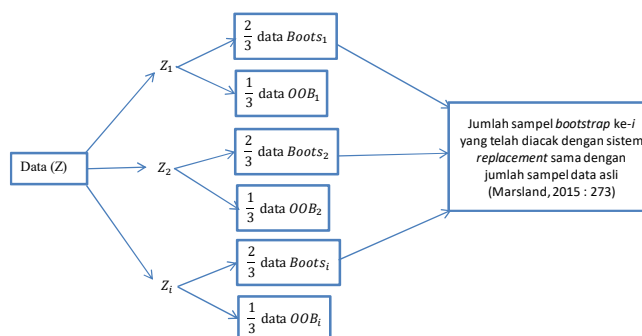 Data (Z)
Z₁
Z₂
Zᵢ
2/3 data Boots₁
1/3 data OOB₁
2/3 data Boots₂
1/3 data OOB₂
2/3 data Bootsᵢ
1/3 data OOBᵢ
Jumlah sampel bootstrap ke-i
yang telah diacak dengan sistem
replacement sama dengan
jumlah sampel data asli
(Marsland, 2015 : 273)